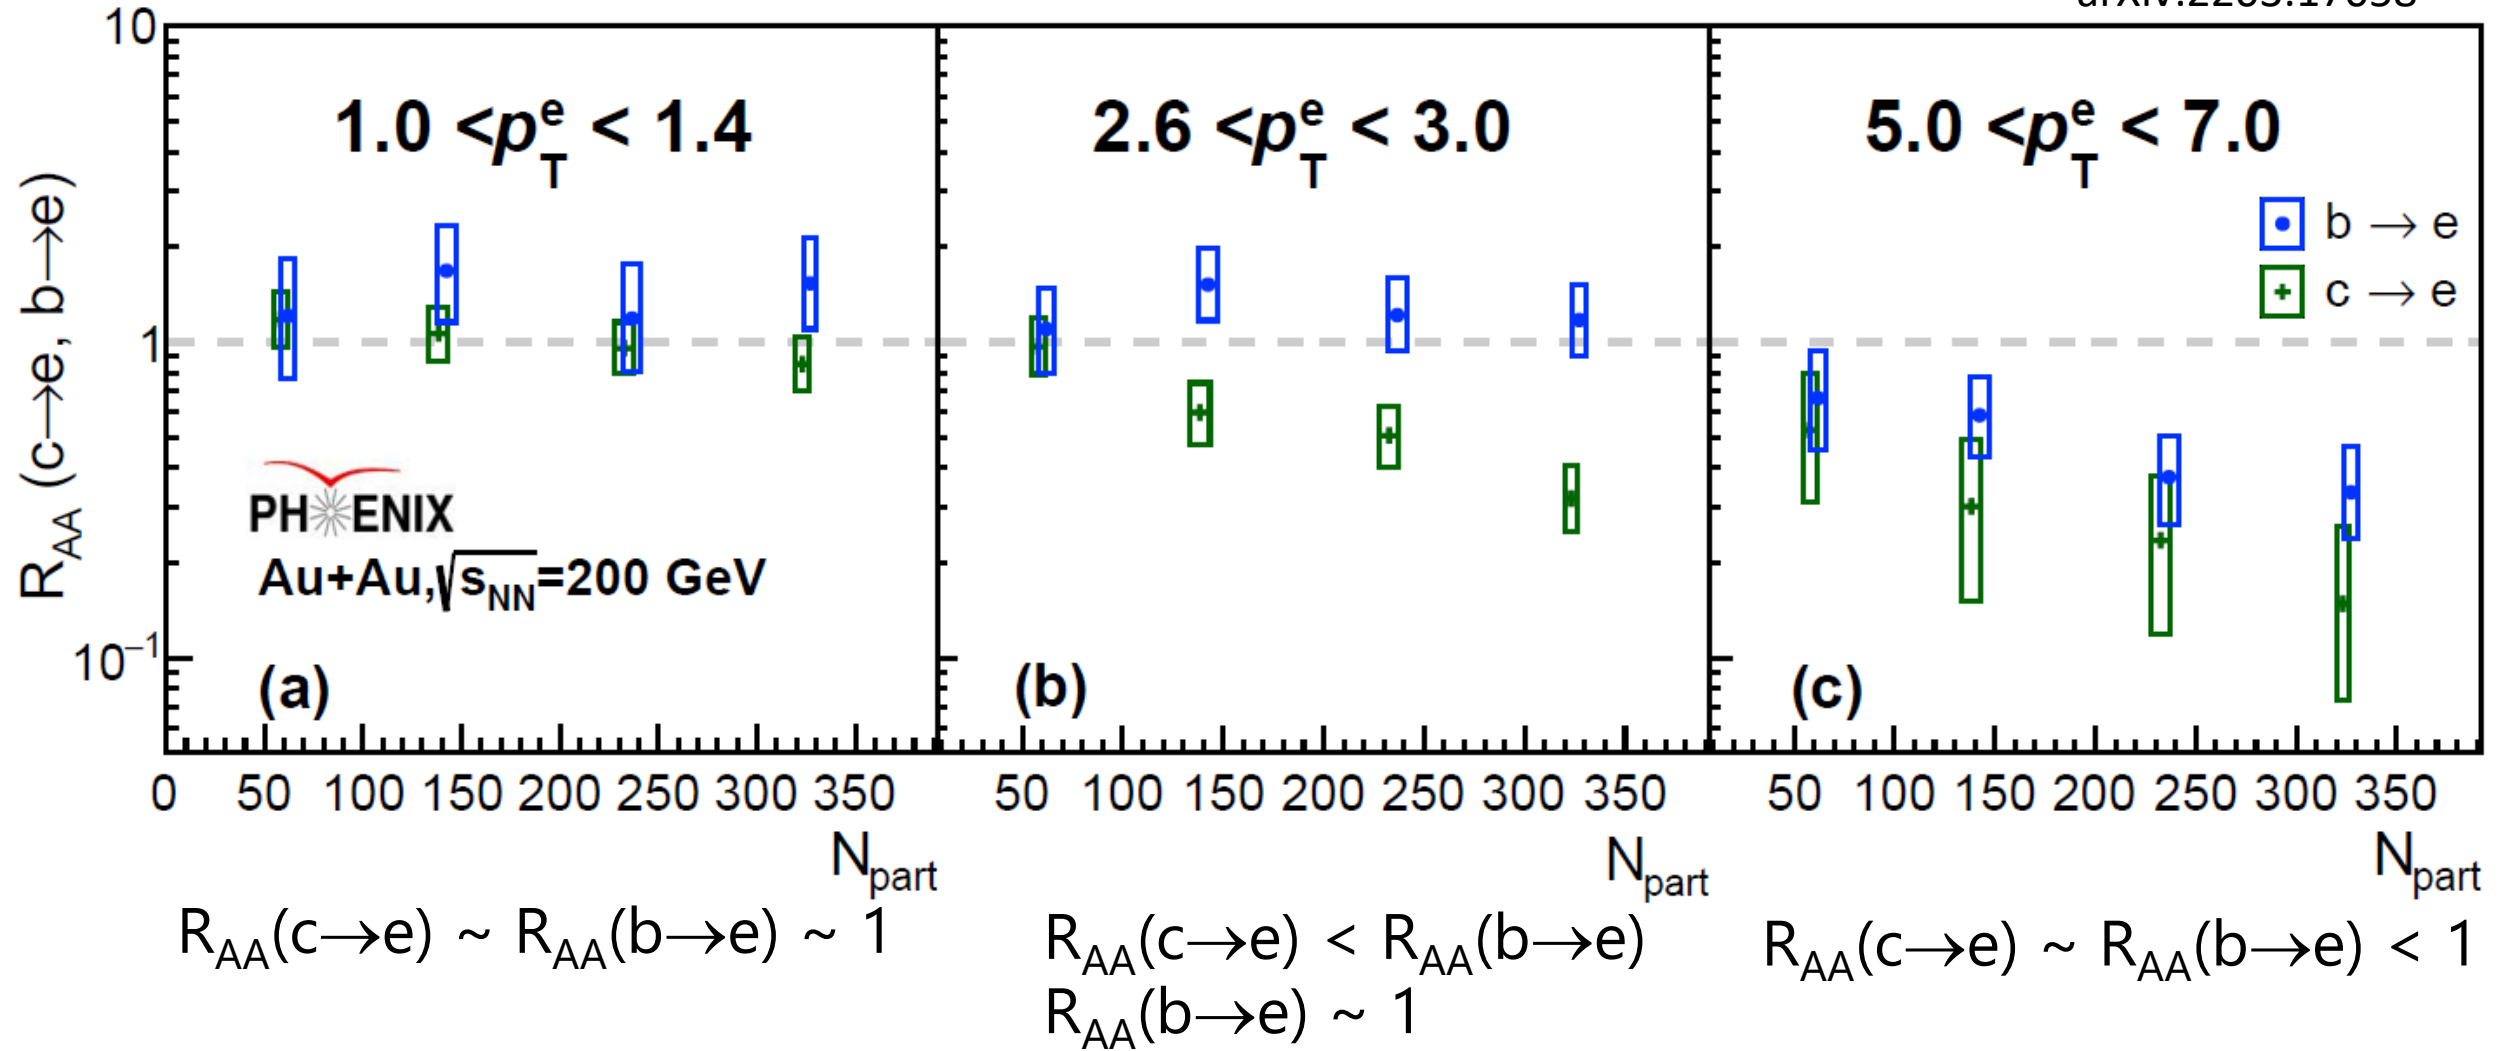 10
1
10⁻¹
R_AA (c→e, b→e)
1.0 <p_T^e < 1.4
2.6 <p_T^e < 3.0
5.0 <p_T^e < 7.0
b → e
c → e
PHENIX
Au+Au,√s_NN=200 GeV
(a)
(b)
(c)
0 50 100 150 200 250 300 350
50 100 150 200 250 300 350
50 100 150 200 250 300 350
N_part
N_part
N_part
R_AA(c→e) ~ R_AA(b→e) ~ 1
R_AA(c→e) < R_AA(b→e)
R_AA(b→e) ~ 1
R_AA(c→e) ~ R_AA(b→e) < 1